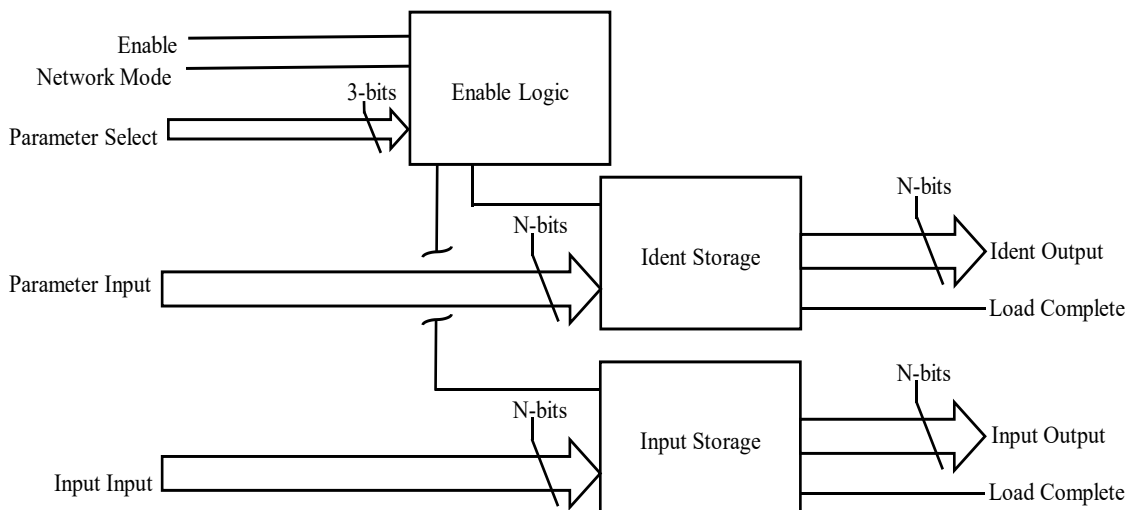 Enable
Network Mode
3-bits
Enable Logic
Parameter Select
N-bits
N-bits
Ident Storage
Ident Output
Parameter Input
Load Complete
N-bits
N-bits
Input Storage
Input Output
Input Input
Load Complete